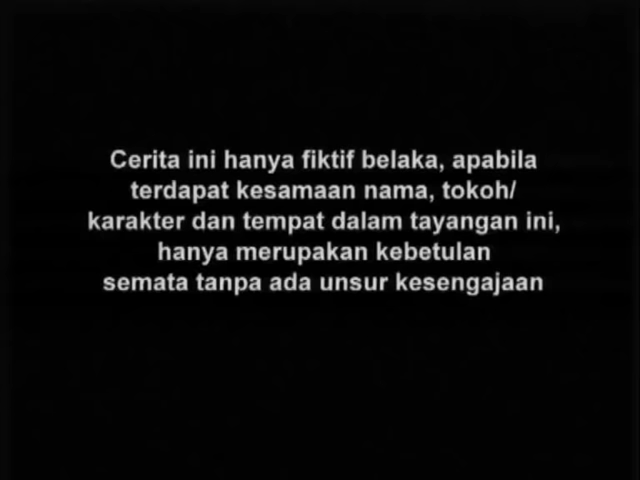 Cerita ini hanya fiktif belaka, apabila
terdapat kesamaan nama, tokoh/
karakter dan tempat dalam tayangan ini,
hanya merupakan kebetulan
semata tanpa ada unsur kesengajaan